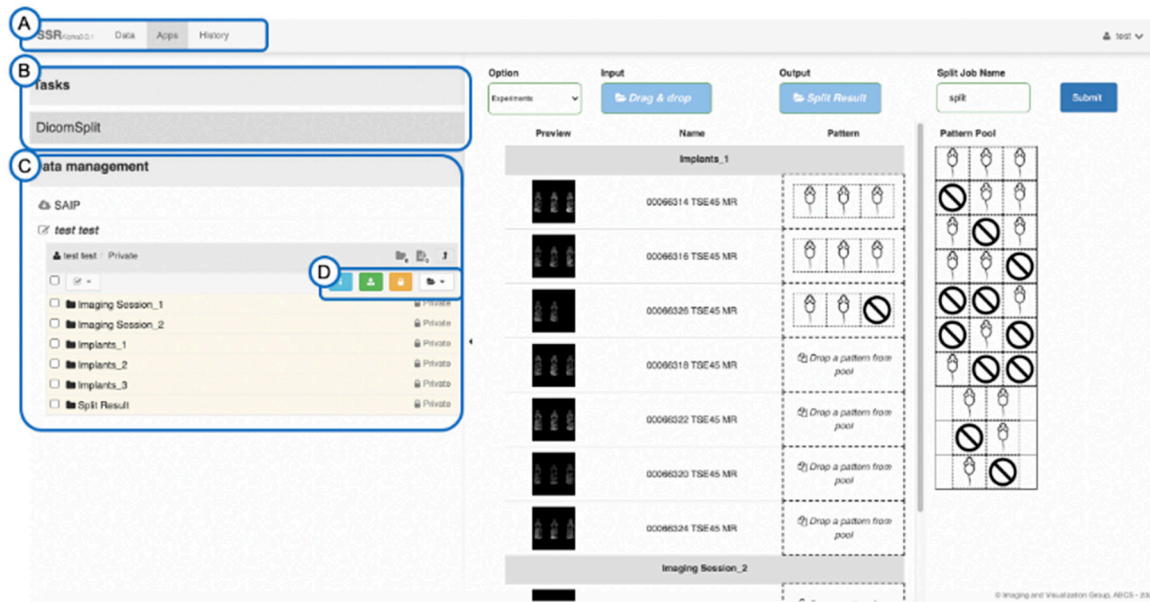 A
SSR Alpha0.0.1 Data Apps History test
B
Tasks
DicomSplit
C
Data management
SAIP
test test
test test / Private
D
Imaging Session_1 Private
Imaging Session_2 Private
Implants_1 Private
Implants_2 Private
Implants_3 Private
Split Result Private
Option Input Output Split Job Name
Experiments Drag & drop Split Result split Submit
Preview Name Pattern Pattern Pool
Implants_1
00066314 TSE45 MR
00066316 TSE45 MR
00066326 TSE45 MR
00066318 TSE45 MR Drop a pattern from
pool
00066322 TSE45 MR Drop a pattern from
pool
00066320 TSE45 MR Drop a pattern from
pool
00066324 TSE45 MR Drop a pattern from
pool
Imaging Session_2
© Imaging and Visualization Group, ABCS -